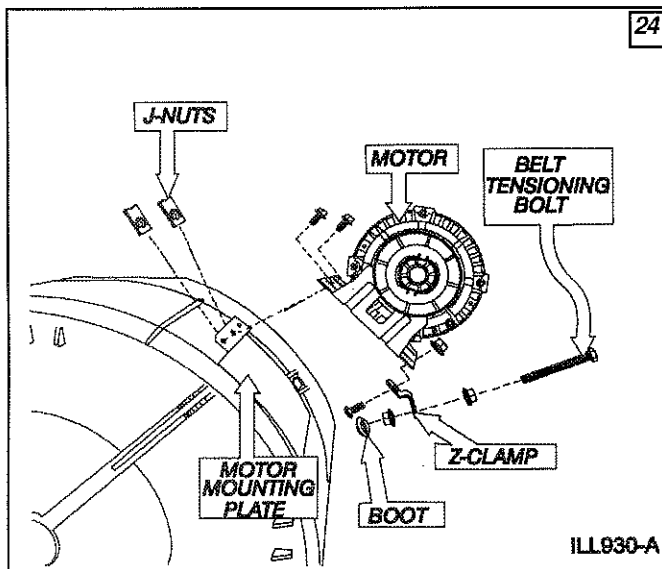 24
J-NUTS
MOTOR
BELT
TENSIONING
BOLT
MOTOR
MOUNTING
PLATE
BOOT
Z-CLAMP
ILL930-A